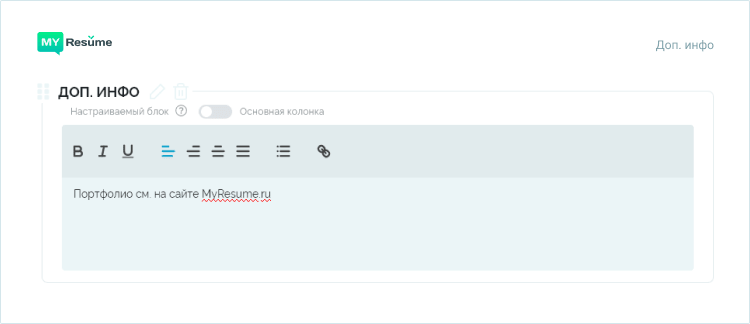 MY Resume
Доп. инфо
ДОП. ИНФО
Настраиваемый блок ? Основная колонка
B I U
Портфолио см. на сайте MyResume.ru